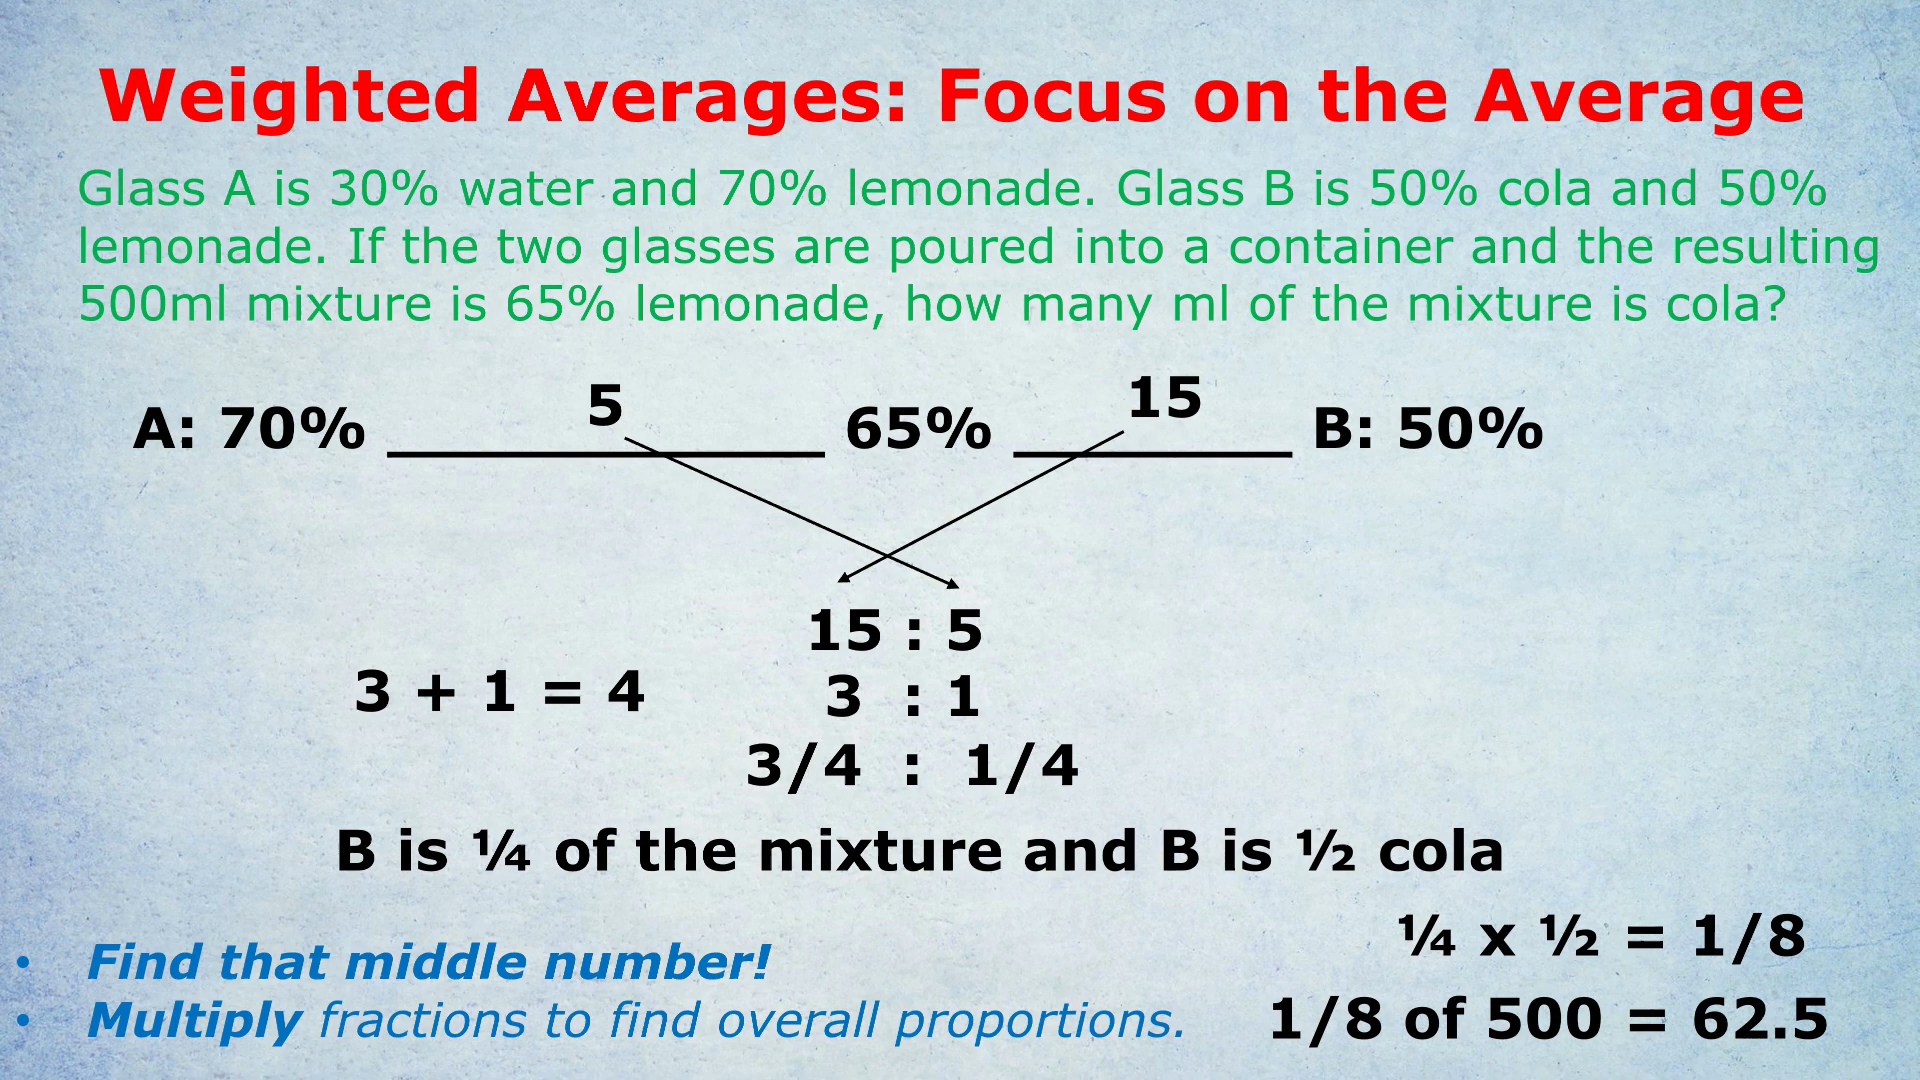 Weighted Averages: Focus on the Average
Glass A is 30% water and 70% lemonade. Glass B is 50% cola and 50%
lemonade. If the two glasses are poured into a container and the resulting
500ml mixture is 65% lemonade, how many ml of the mixture is cola?
A: 70% ______ 5 ______ 65% ______ 15 ______ B: 50%
15 : 5
3 + 1 = 4
3 : 1
3/4 : 1/4
B is ¼ of the mixture and B is ½ cola
¼ x ½ = 1/8
• Find that middle number!
• Multiply fractions to find overall proportions.
1/8 of 500 = 62.5